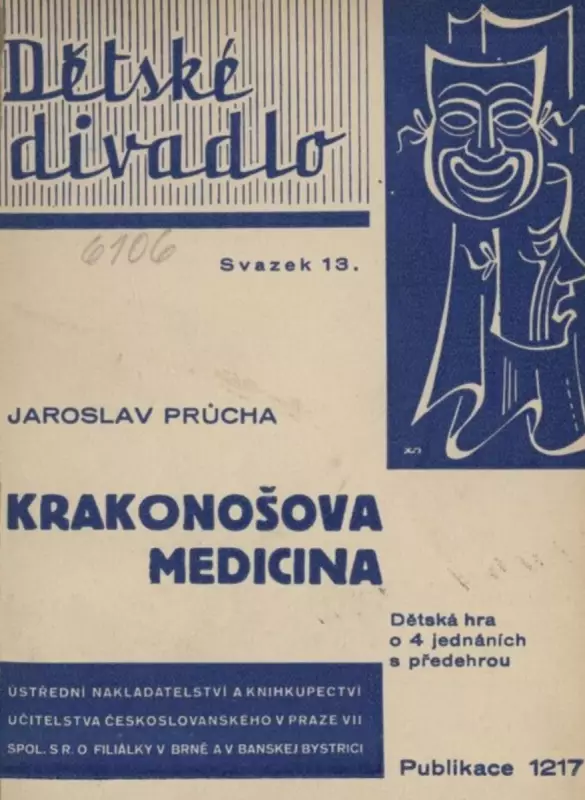 Dětské
divadlo
6106
Svazek 13.
JAROSLAV PRŮCHA
KRAKONOŠOVA
MEDICINA
Dětská hra
o 4 jednáních
s předehrou
ÚSTŘEDNÍ NAKLADATELSTVÍ A KNIHKUPECTVÍ
UČITELSTVA ČESKOSLOVANSKÉHO V PRAZE VII
SPOL. S R. O FILIÁLKY V BRNĚ A V BANSKEJ BYSTRICI
Publikace 1217